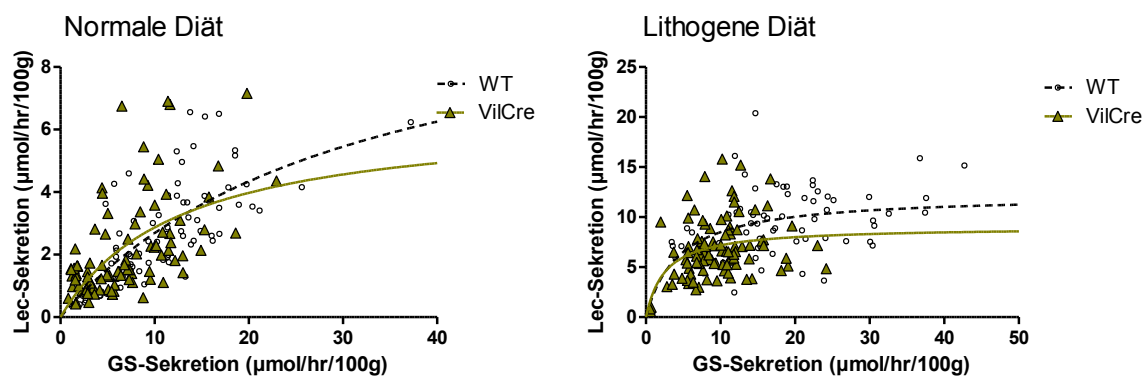 Normale Diät
8
6
4
2
0
Lec-Sekretion (µmol/hr/100g)
0 10 20 30 40
GS-Sekretion (µmol/hr/100g)
WT
VilCre
Lithogene Diät
25
20
15
10
5
0
Lec-Sekretion (µmol/hr/100g)
0 10 20 30 40 50
GS-Sekretion (µmol/hr/100g)
WT
VilCre